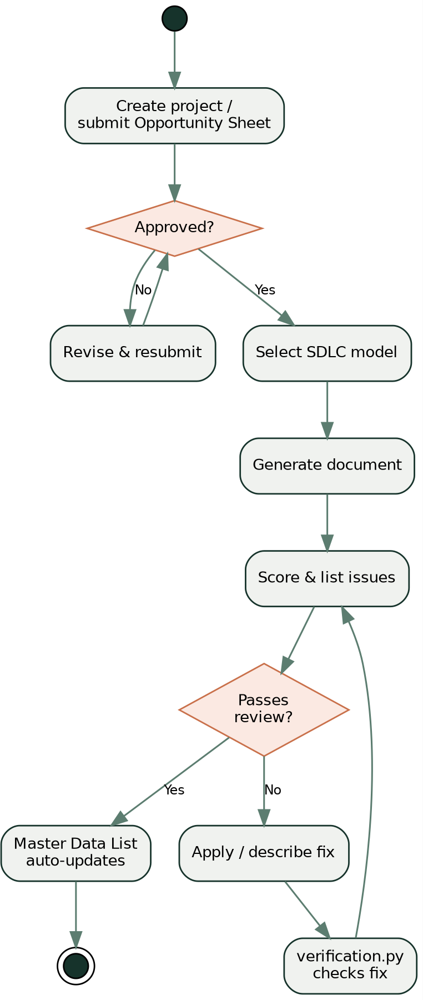 Create project /
submit Opportunity Sheet
Approved?
No
Yes
Revise & resubmit
Select SDLC model
Generate document
Score & list issues
Passes
review?
Yes
No
Master Data List
auto-updates
Apply / describe fix
verification.py
checks fix